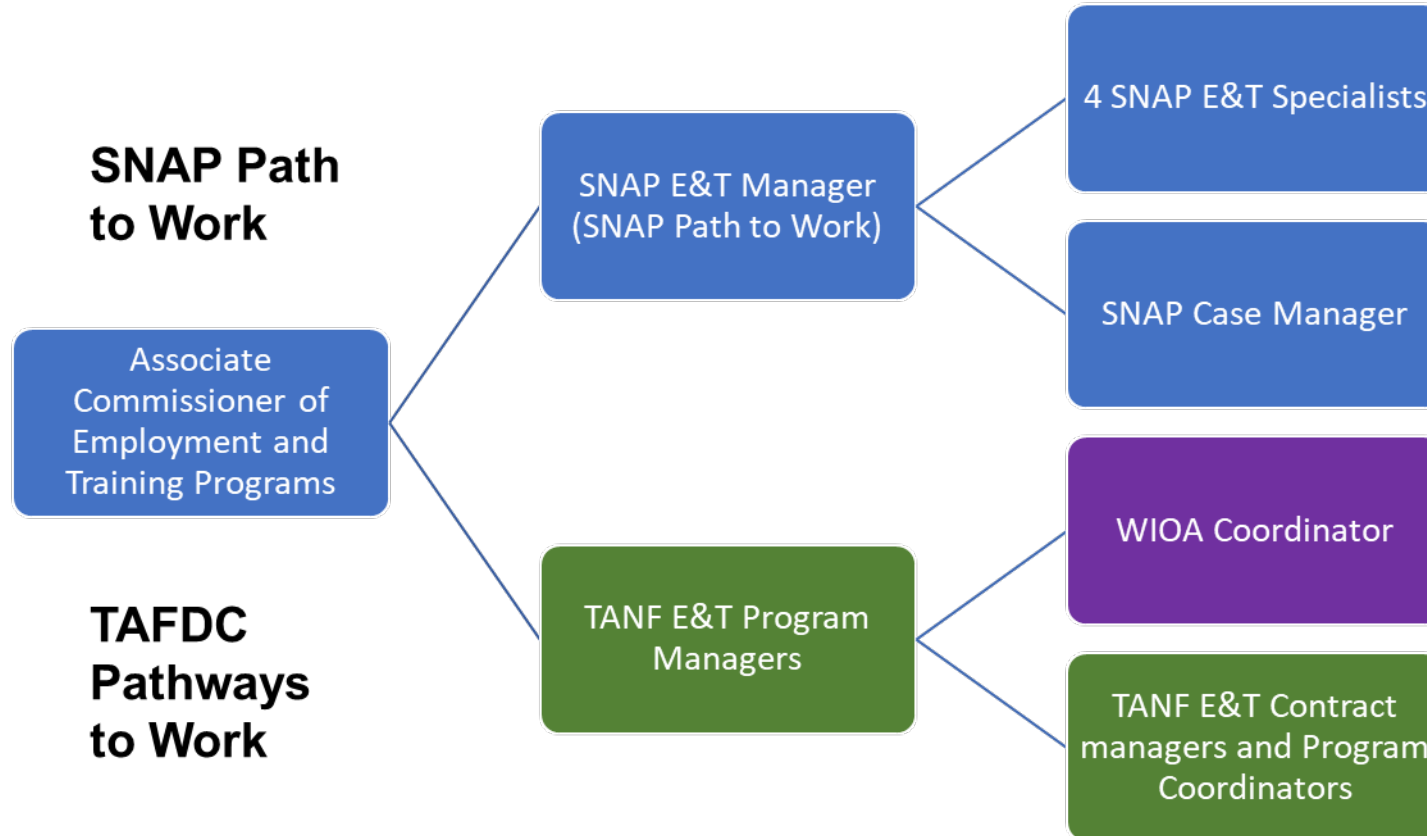 SNAP Path
to Work
Associate
Commissioner of
Employment and
Training Programs
TAFDC
Pathways
to Work
SNAP E&T Manager
(SNAP Path to Work)
TANF E&T Program
Managers
4 SNAP E&T Specialists
SNAP Case Manager
WIOA Coordinator
TANF E&T Contract
managers and Program
Coordinators